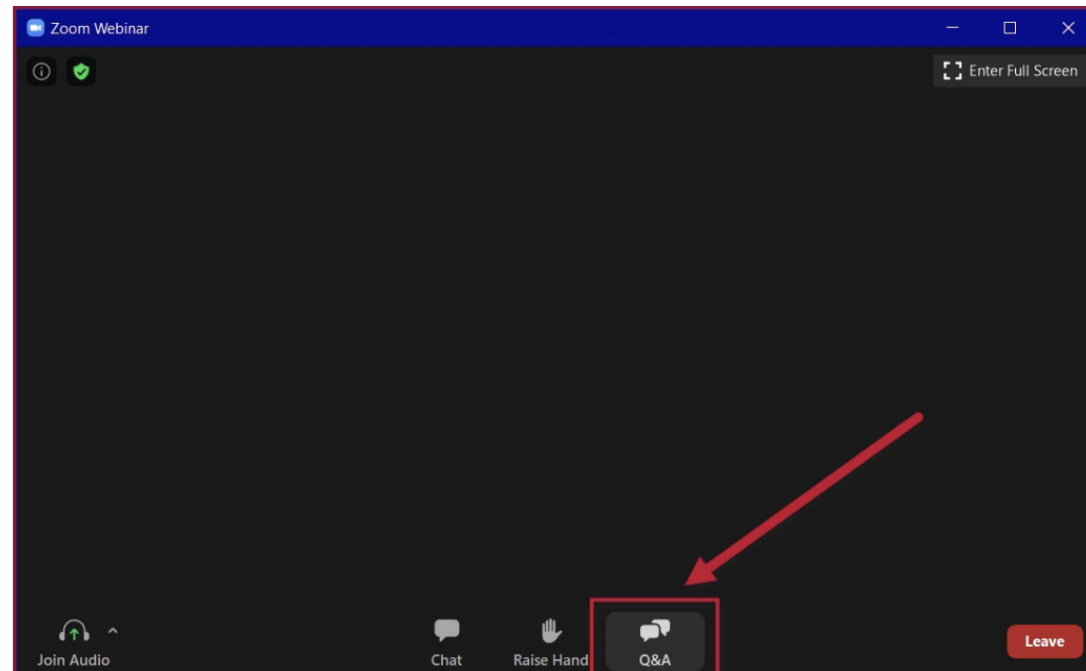 Zoom Webinar
Enter Full Screen
Join Audio
Chat
Raise Hand
Q&A
Leave